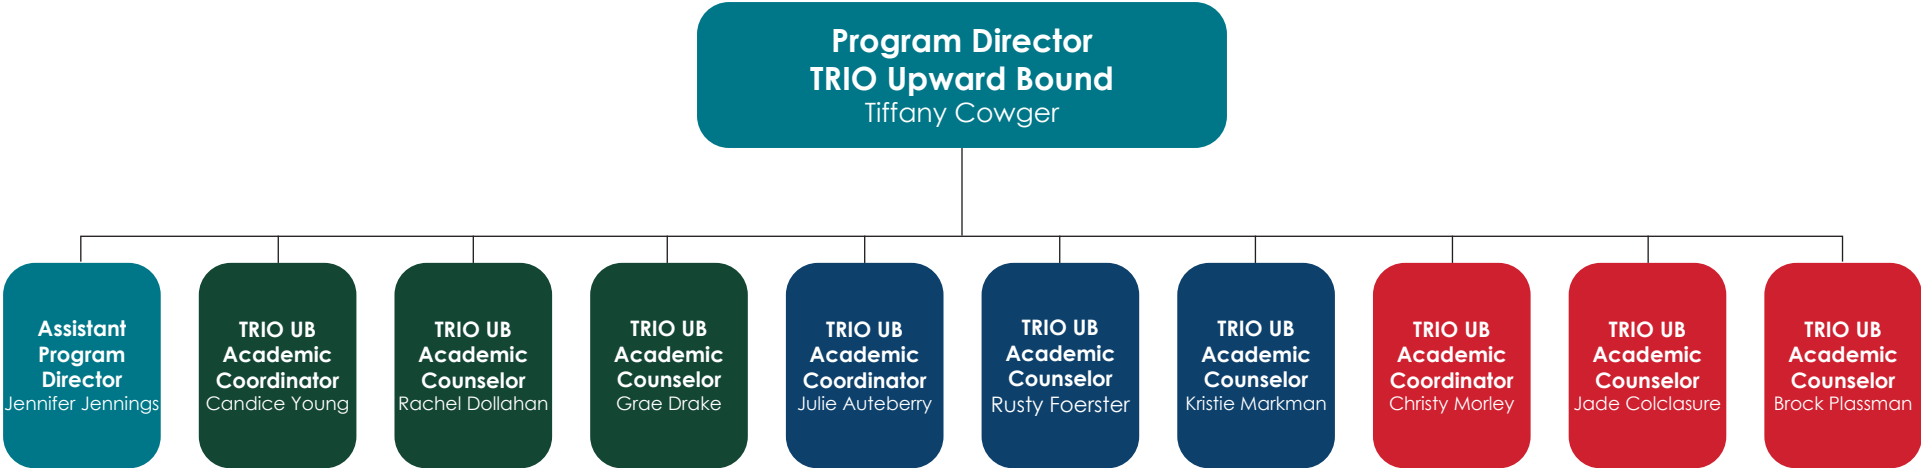 Program Director
TRIO Upward Bound
Tiffany Cowger
Assistant
Program
Director
Jennifer Jennings
TRIO UB
Academic
Coordinator
Candice Young
TRIO UB
Academic
Counselor
Rachel Dollahan
TRIO UB
Academic
Counselor
Grae Drake
TRIO UB
Academic
Coordinator
Julie Auteberry
TRIO UB
Academic
Counselor
Rusty Foerster
TRIO UB
Academic
Counselor
Kristie Markman
TRIO UB
Academic
Coordinator
Christy Morley
TRIO UB
Academic
Counselor
Jade Colclasure
TRIO UB
Academic
Counselor
Brock Plassman